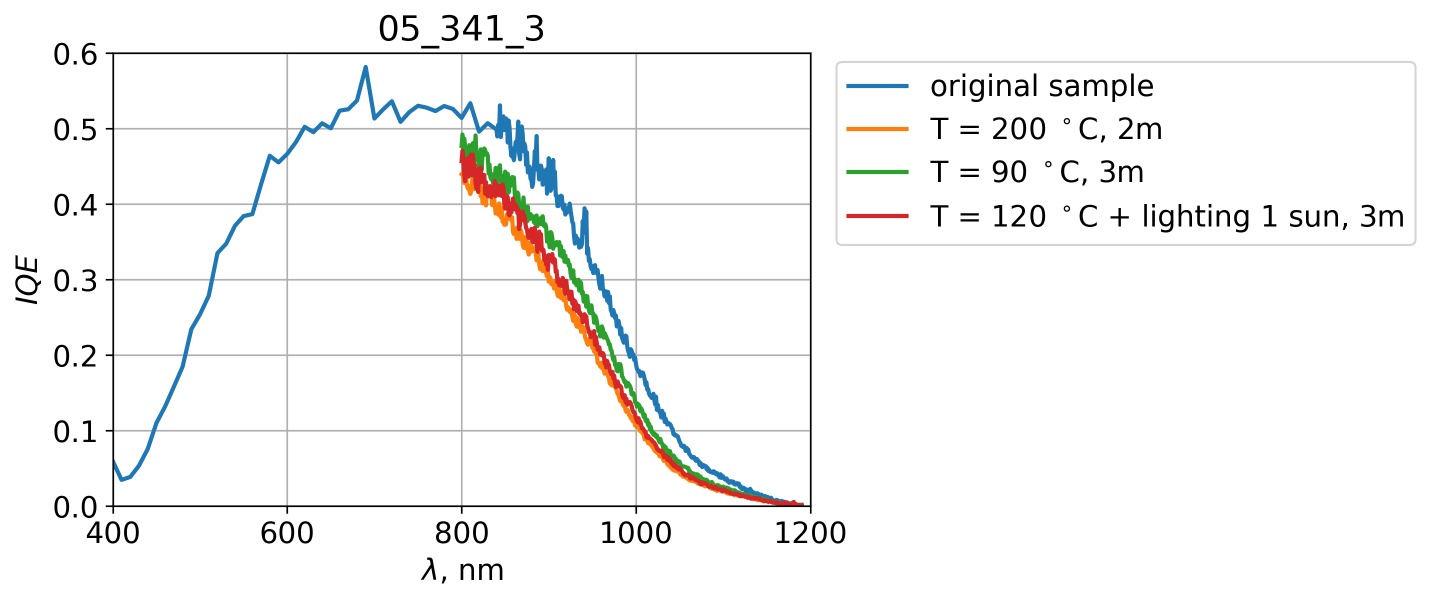 05_341_3
0.6
0.5
0.4
0.3
0.2
0.1
0.0
IQE
400 600 800 1000 1200
λ, nm
original sample
T = 200 °C, 2m
T = 90 °C, 3m
T = 120 °C + lighting 1 sun, 3m